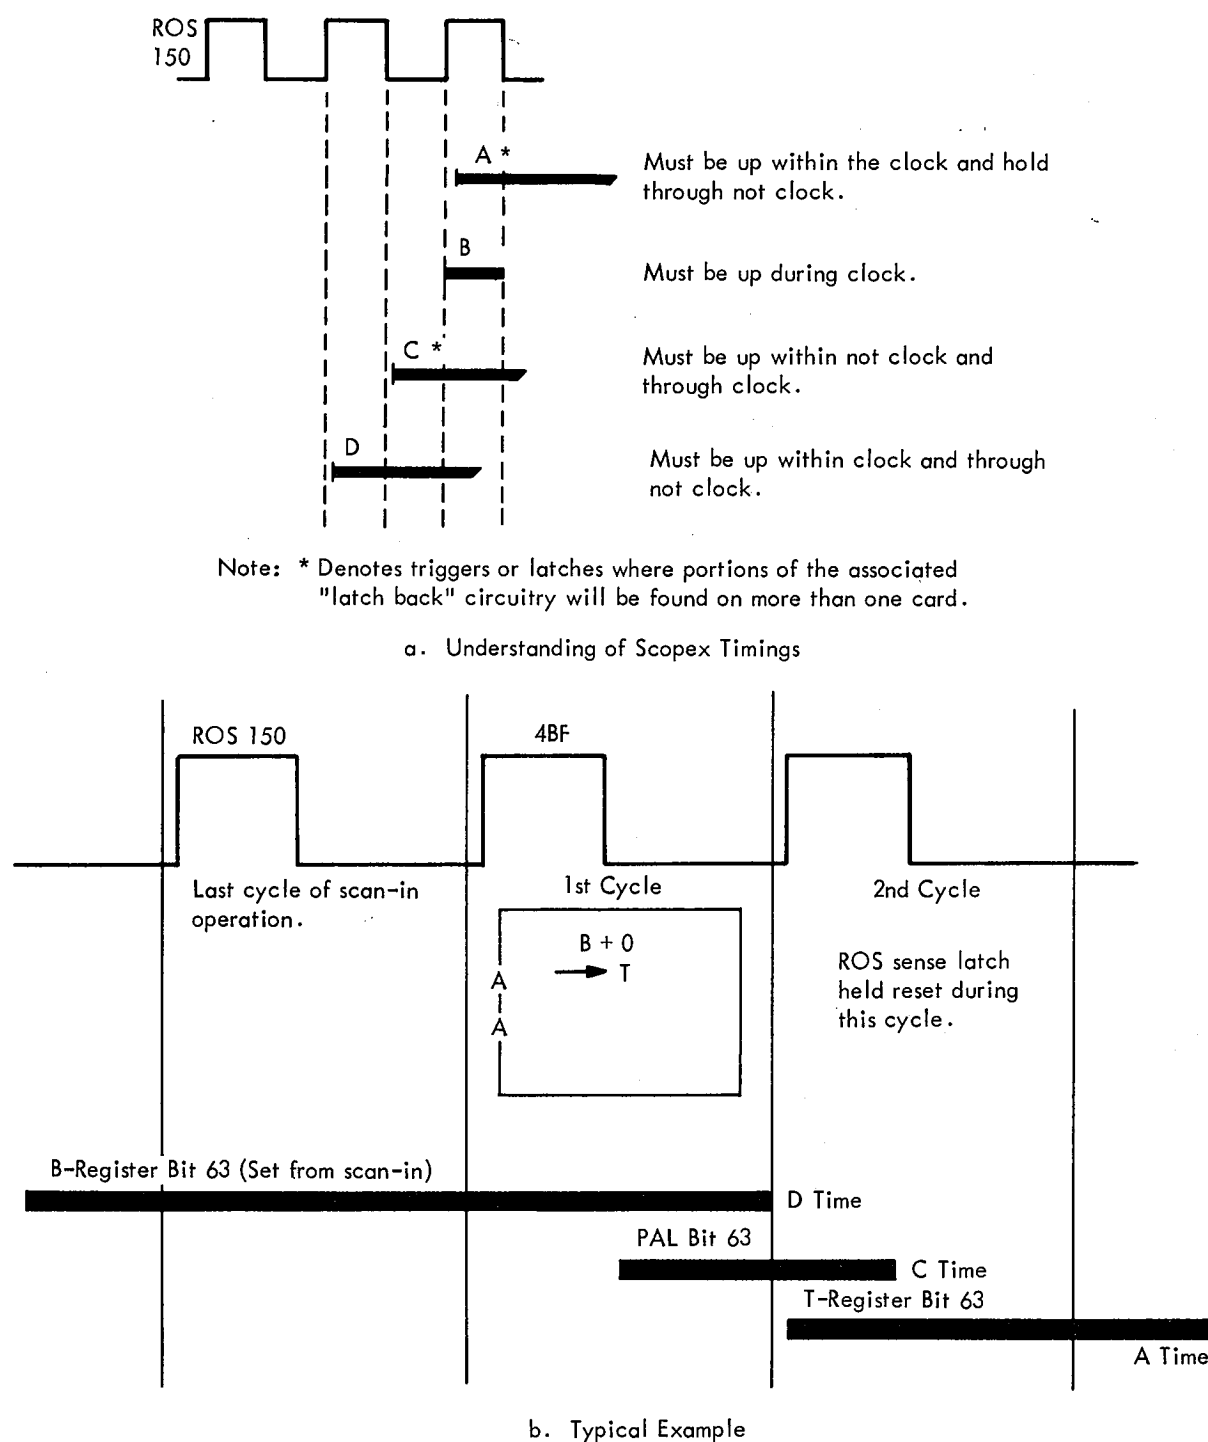 ROS
150
A *
Must be up within the clock and hold
through not clock.
B
Must be up during clock.
C *
Must be up within not clock and
through clock.
D
Must be up within clock and through
not clock.
Note: * Denotes triggers or latches where portions of the associated
"latch back" circuitry will be found on more than one card.
a. Understanding of Scopex Timings
ROS 150
4BF
Last cycle of scan-in
operation.
1st Cycle
2nd Cycle
B + 0
T
A
A
ROS sense latch
held reset during
this cycle.
B-Register Bit 63 (Set from scan-in)
D Time
PAL Bit 63
C Time
T-Register Bit 63
A Time
b. Typical Example